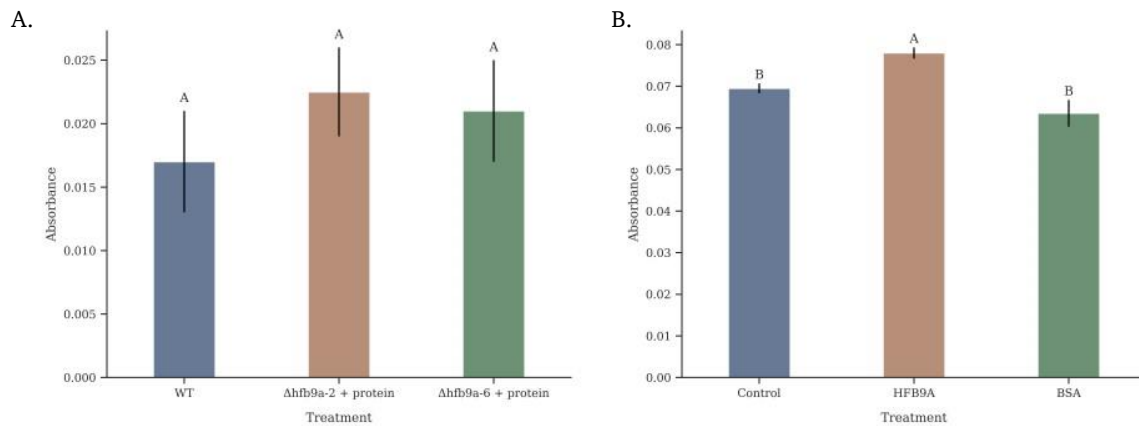 A.
A
A
A
0.025
0.020
0.015
0.010
0.005
0.000
Absorbance
WT
Δhfb9a-2 + protein
Δhfb9a-6 + protein
Treatment
B.
A
B
B
0.08
0.07
0.06
0.05
0.04
0.03
0.02
0.01
0.00
Absorbance
Control
HFB9A
BSA
Treatment